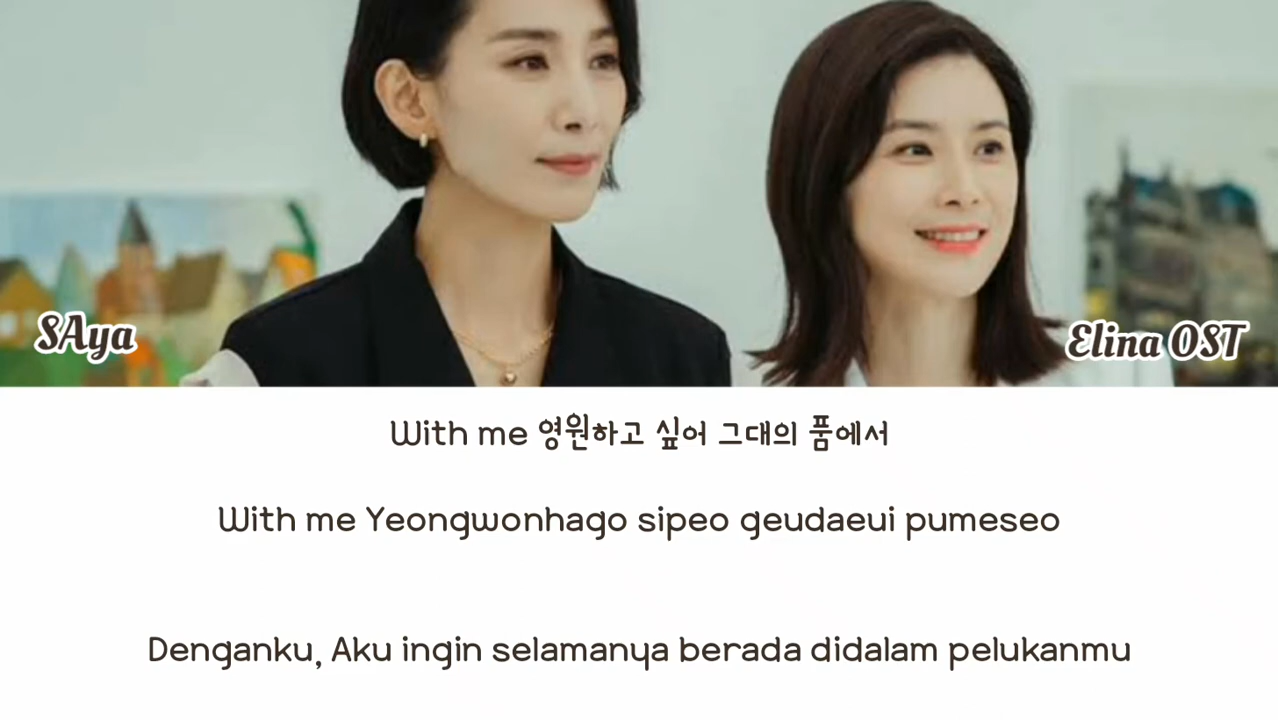 SAya
Elina OST
With me 영원하고 싶어 그대의 품에서
With me Yeongwonhago sipeo geudaeui pumeseo
Denganku, Aku ingin selamanya berada didalam pelukanmu